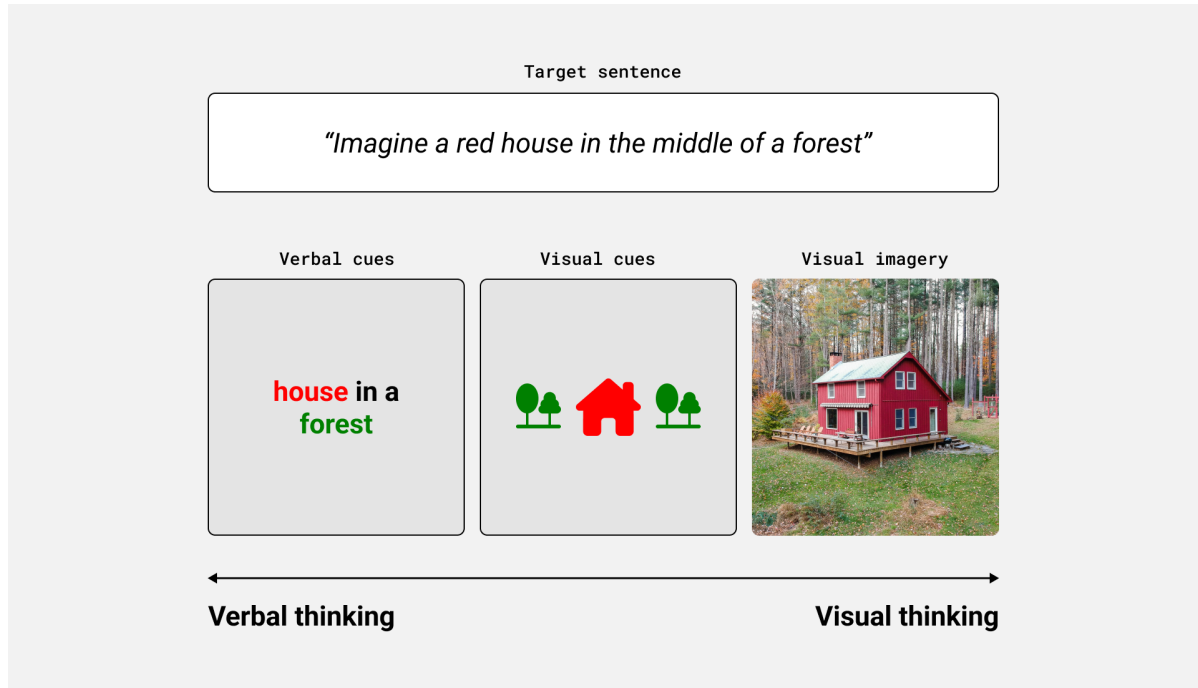 Target sentence
“Imagine a red house in the middle of a forest”
Verbal cues
Visual cues
Visual imagery
house in a
forest
Verbal thinking
Visual thinking